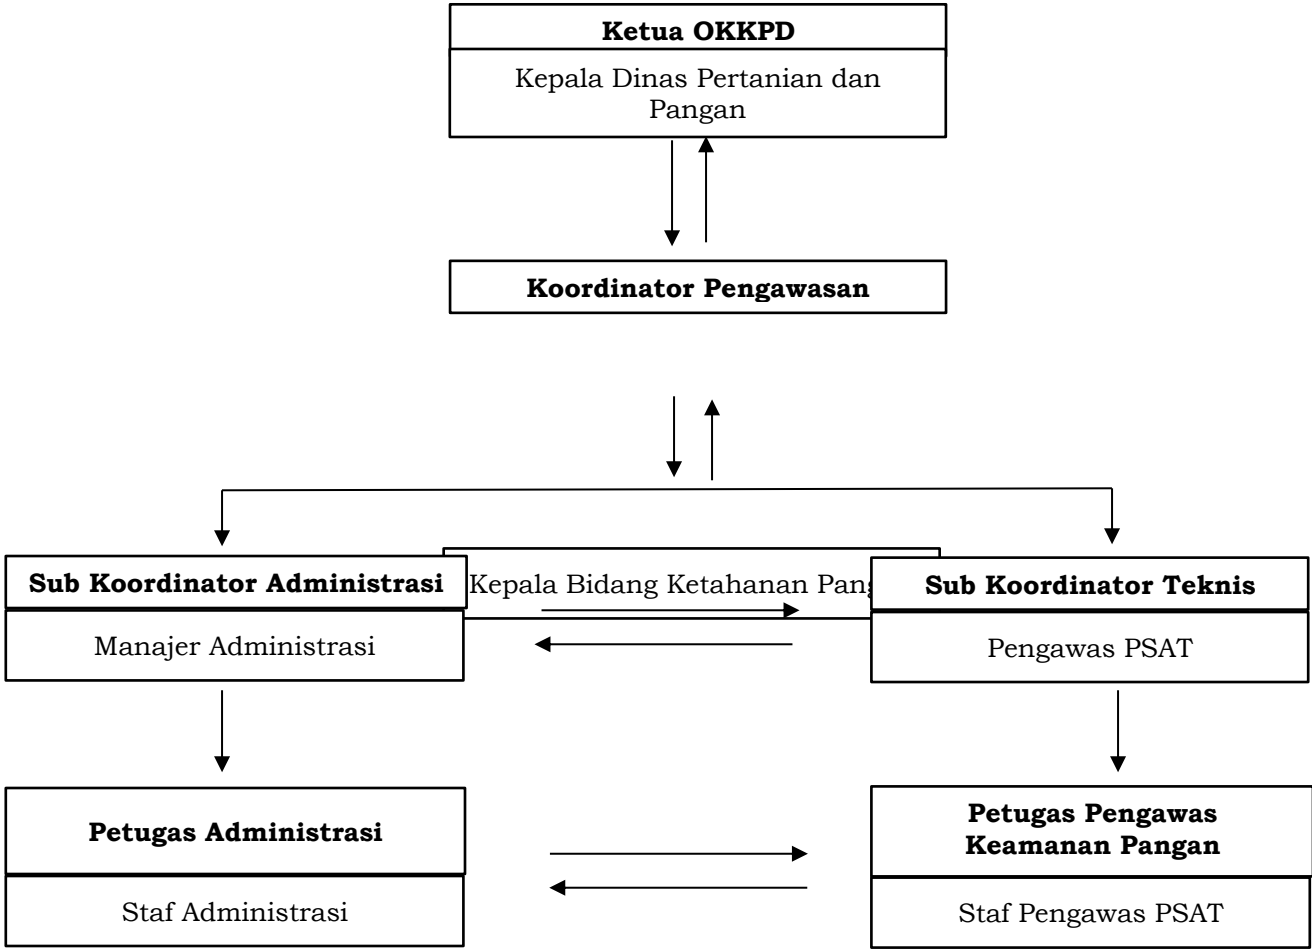 Ketua OKKPD
Kepala Dinas Pertanian dan
Pangan
Koordinator Pengawasan
Sub Koordinator Administrasi
Kepala Bidang Ketahanan
Sub Koordinator Teknis
Manajer Administrasi
Pengawas PSAT
Petugas Administrasi
Petugas Pengawas
Keamanan Pangan
Staf Administrasi
Staf Pengawas PSAT